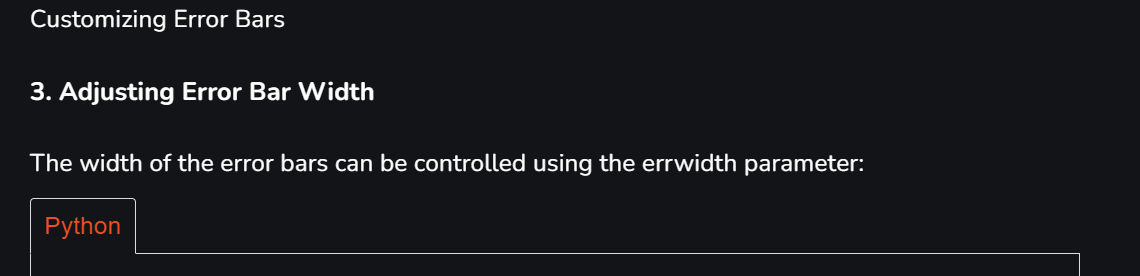 Customizing Error Bars
3. Adjusting Error Bar Width
The width of the error bars can be controlled using the errwidth parameter:
Python